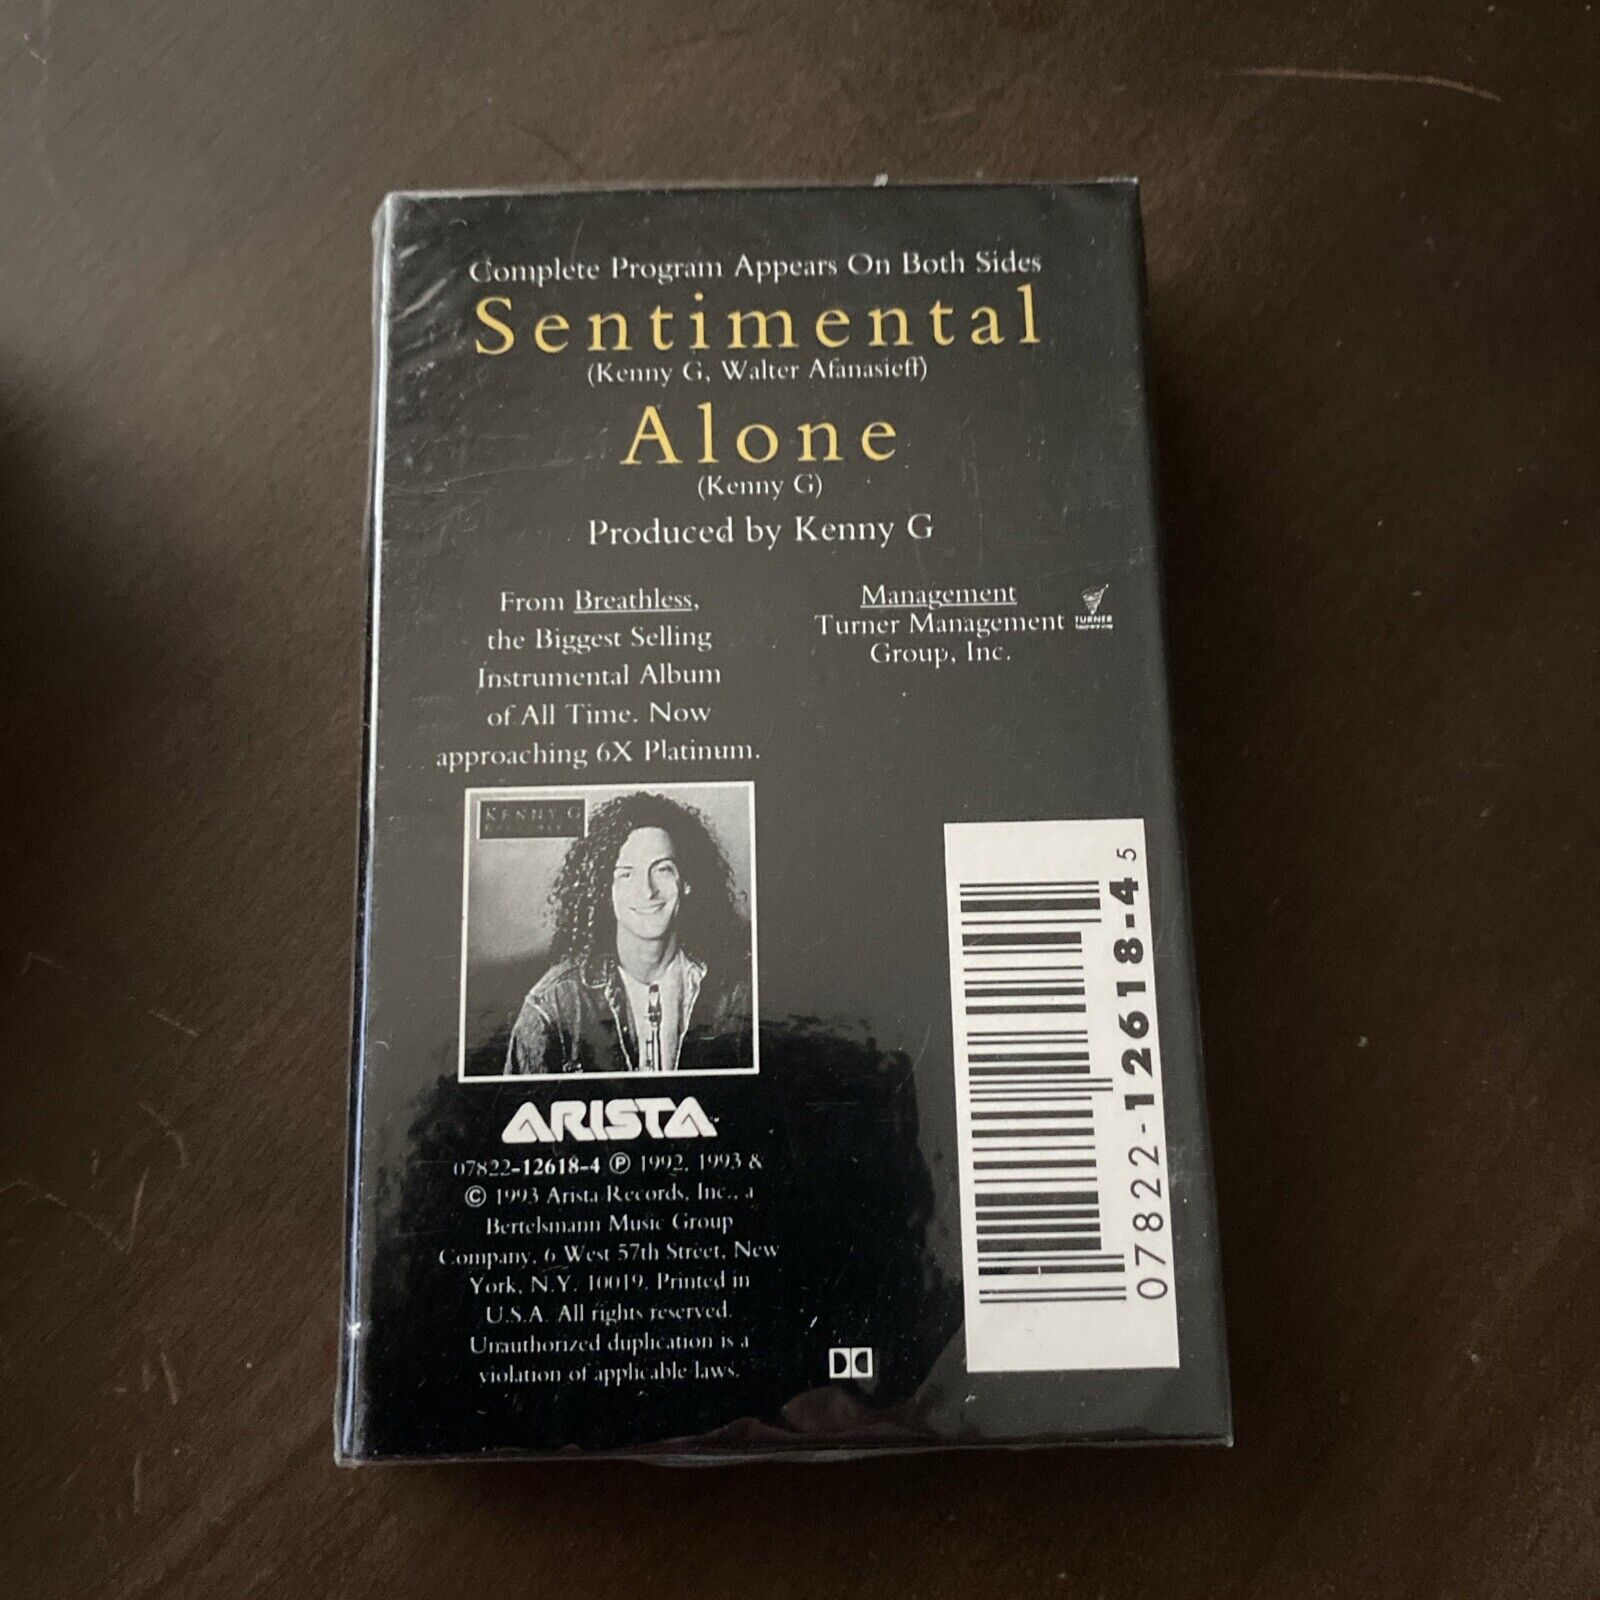 Complete Program Appears On Both Sides
Sentimental
(Kenny G, Walter Afanasieff)
Alone
(Kenny G)
Produced by Kenny G
From Breathless,
the Biggest Selling
Instrumental Album
of All Time. Now
approaching 6X Platinum.
Management
Turner Management
Group, Inc.
TURNER
KENNY G
ARISTA
07822-12618-4 ℗ 1992, 1993 &
© 1993 Arista Records, Inc., a
Bertelsmann Music Group
Company, 6 West 57th Street, New
York, N.Y. 10019. Printed in
U.S.A. All rights reserved.
Unauthorized duplication is a
violation of applicable laws.
07822-12618-4 5